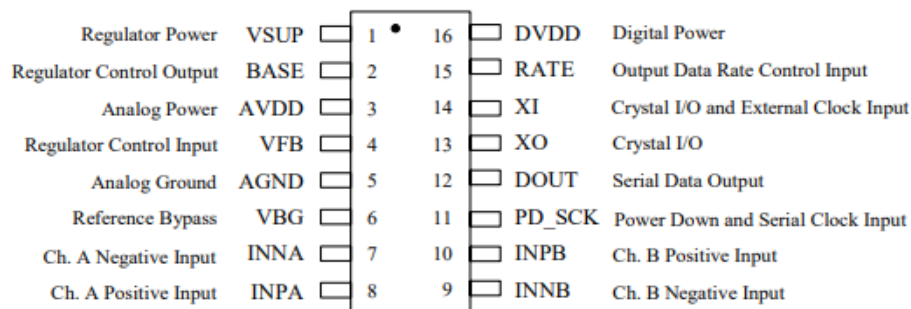 Regulator Power VSUP 1 16 DVDD Digital Power
Regulator Control Output BASE 2 15 RATE Output Data Rate Control Input
Analog Power AVDD 3 14 XI Crystal I/O and External Clock Input
Regulator Control Input VFB 4 13 XO Crystal I/O
Analog Ground AGND 5 12 DOUT Serial Data Output
Reference Bypass VBG 6 11 PD_SCK Power Down and Serial Clock Input
Ch. A Negative Input INNA 7 10 INPB Ch. B Positive Input
Ch. A Positive Input INPA 8 9 INNB Ch. B Negative Input